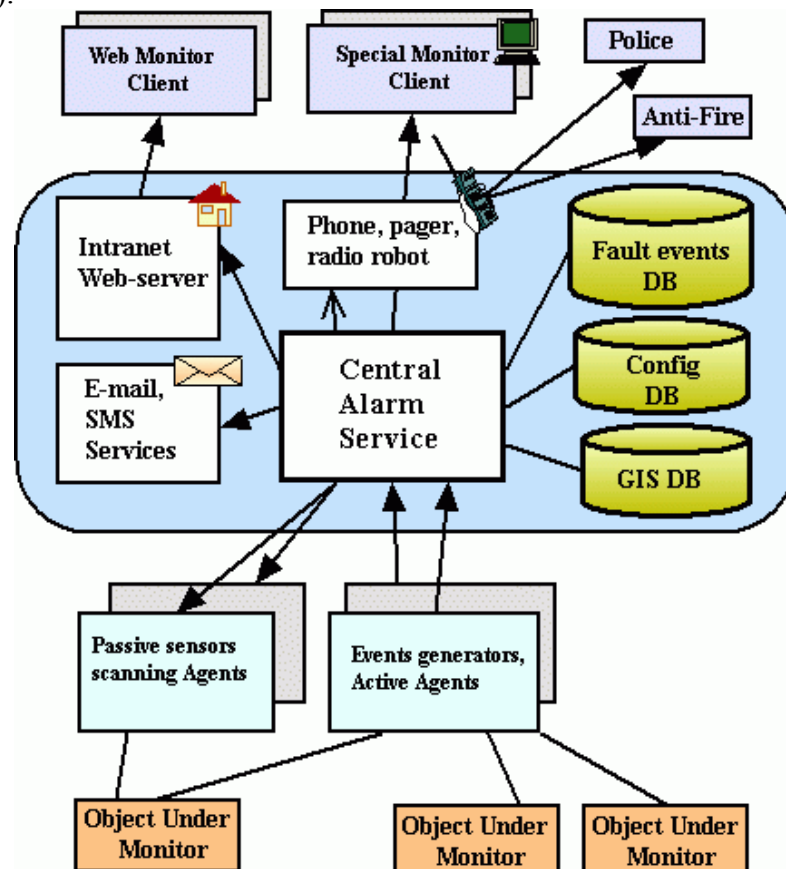 ).
Web Monitor
Client
Special Monitor
Client
Police
Anti-Fire
Intranet
Web-server
Phone, pager,
radio robot
Fault events
DB
E-mail,
SMS
Services
Central
Alarm
Service
Config
DB
GIS DB
Passive sensors
scanning Agents
Events generators,
Active Agents
Object Under
Monitor
Object Under
Monitor
Object Under
Monitor